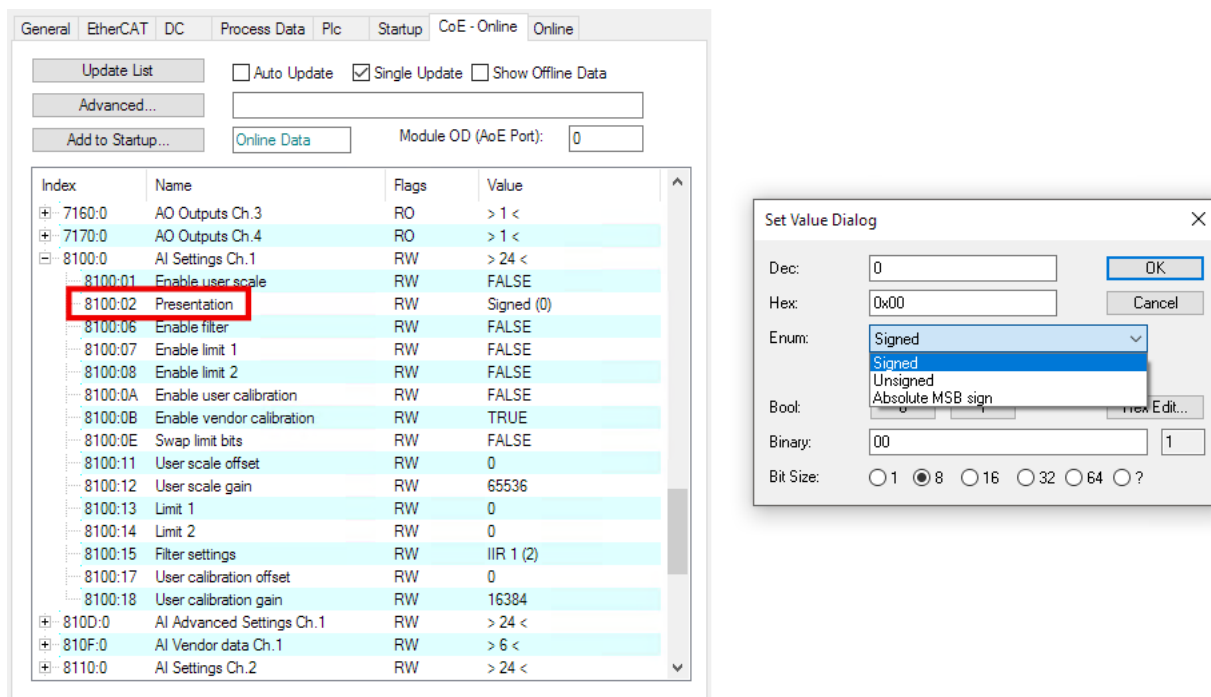 General EtherCAT DC Process Data Plc Startup CoE - Online Online
Update List Auto Update Single Update Show Offline Data
Advanced...
Add to Startup... Online Data Module OD (AoE Port): 0
Index Name Flags Value
7160:0 AO Outputs Ch.3 RO > 1 <
7170:0 AO Outputs Ch.4 RO > 1 <
8100:0 AI Settings Ch.1 RW > 24 <
8100:01 Enable user scale RW FALSE
8100:02 Presentation RW Signed (0)
8100:06 Enable filter RW FALSE
8100:07 Enable limit 1 RW FALSE
8100:08 Enable limit 2 RW FALSE
8100:0A Enable user calibration RW FALSE
8100:0B Enable vendor calibration RW TRUE
8100:0E Swap limit bits RW FALSE
8100:11 User scale offset RW 0
8100:12 User scale gain RW 65536
8100:13 Limit 1 RW 0
8100:14 Limit 2 RW 0
8100:15 Filter settings RW IIR 1 (2)
8100:17 User calibration offset RW 0
8100:18 User calibration gain RW 16384
810D:0 AI Advanced Settings Ch.1 RW > 24 <
810F:0 AI Vendor data Ch.1 RW > 6 <
8110:0 AI Settings Ch.2 RW > 24 <
Set Value Dialog
Dec: 0 OK
Hex: 0x00 Cancel
Enum: Signed
Signed
Unsigned
Absolute MSB sign
Bool: Edit...
Binary: 00 1
Bit Size: 1 8 16 32 64 ?